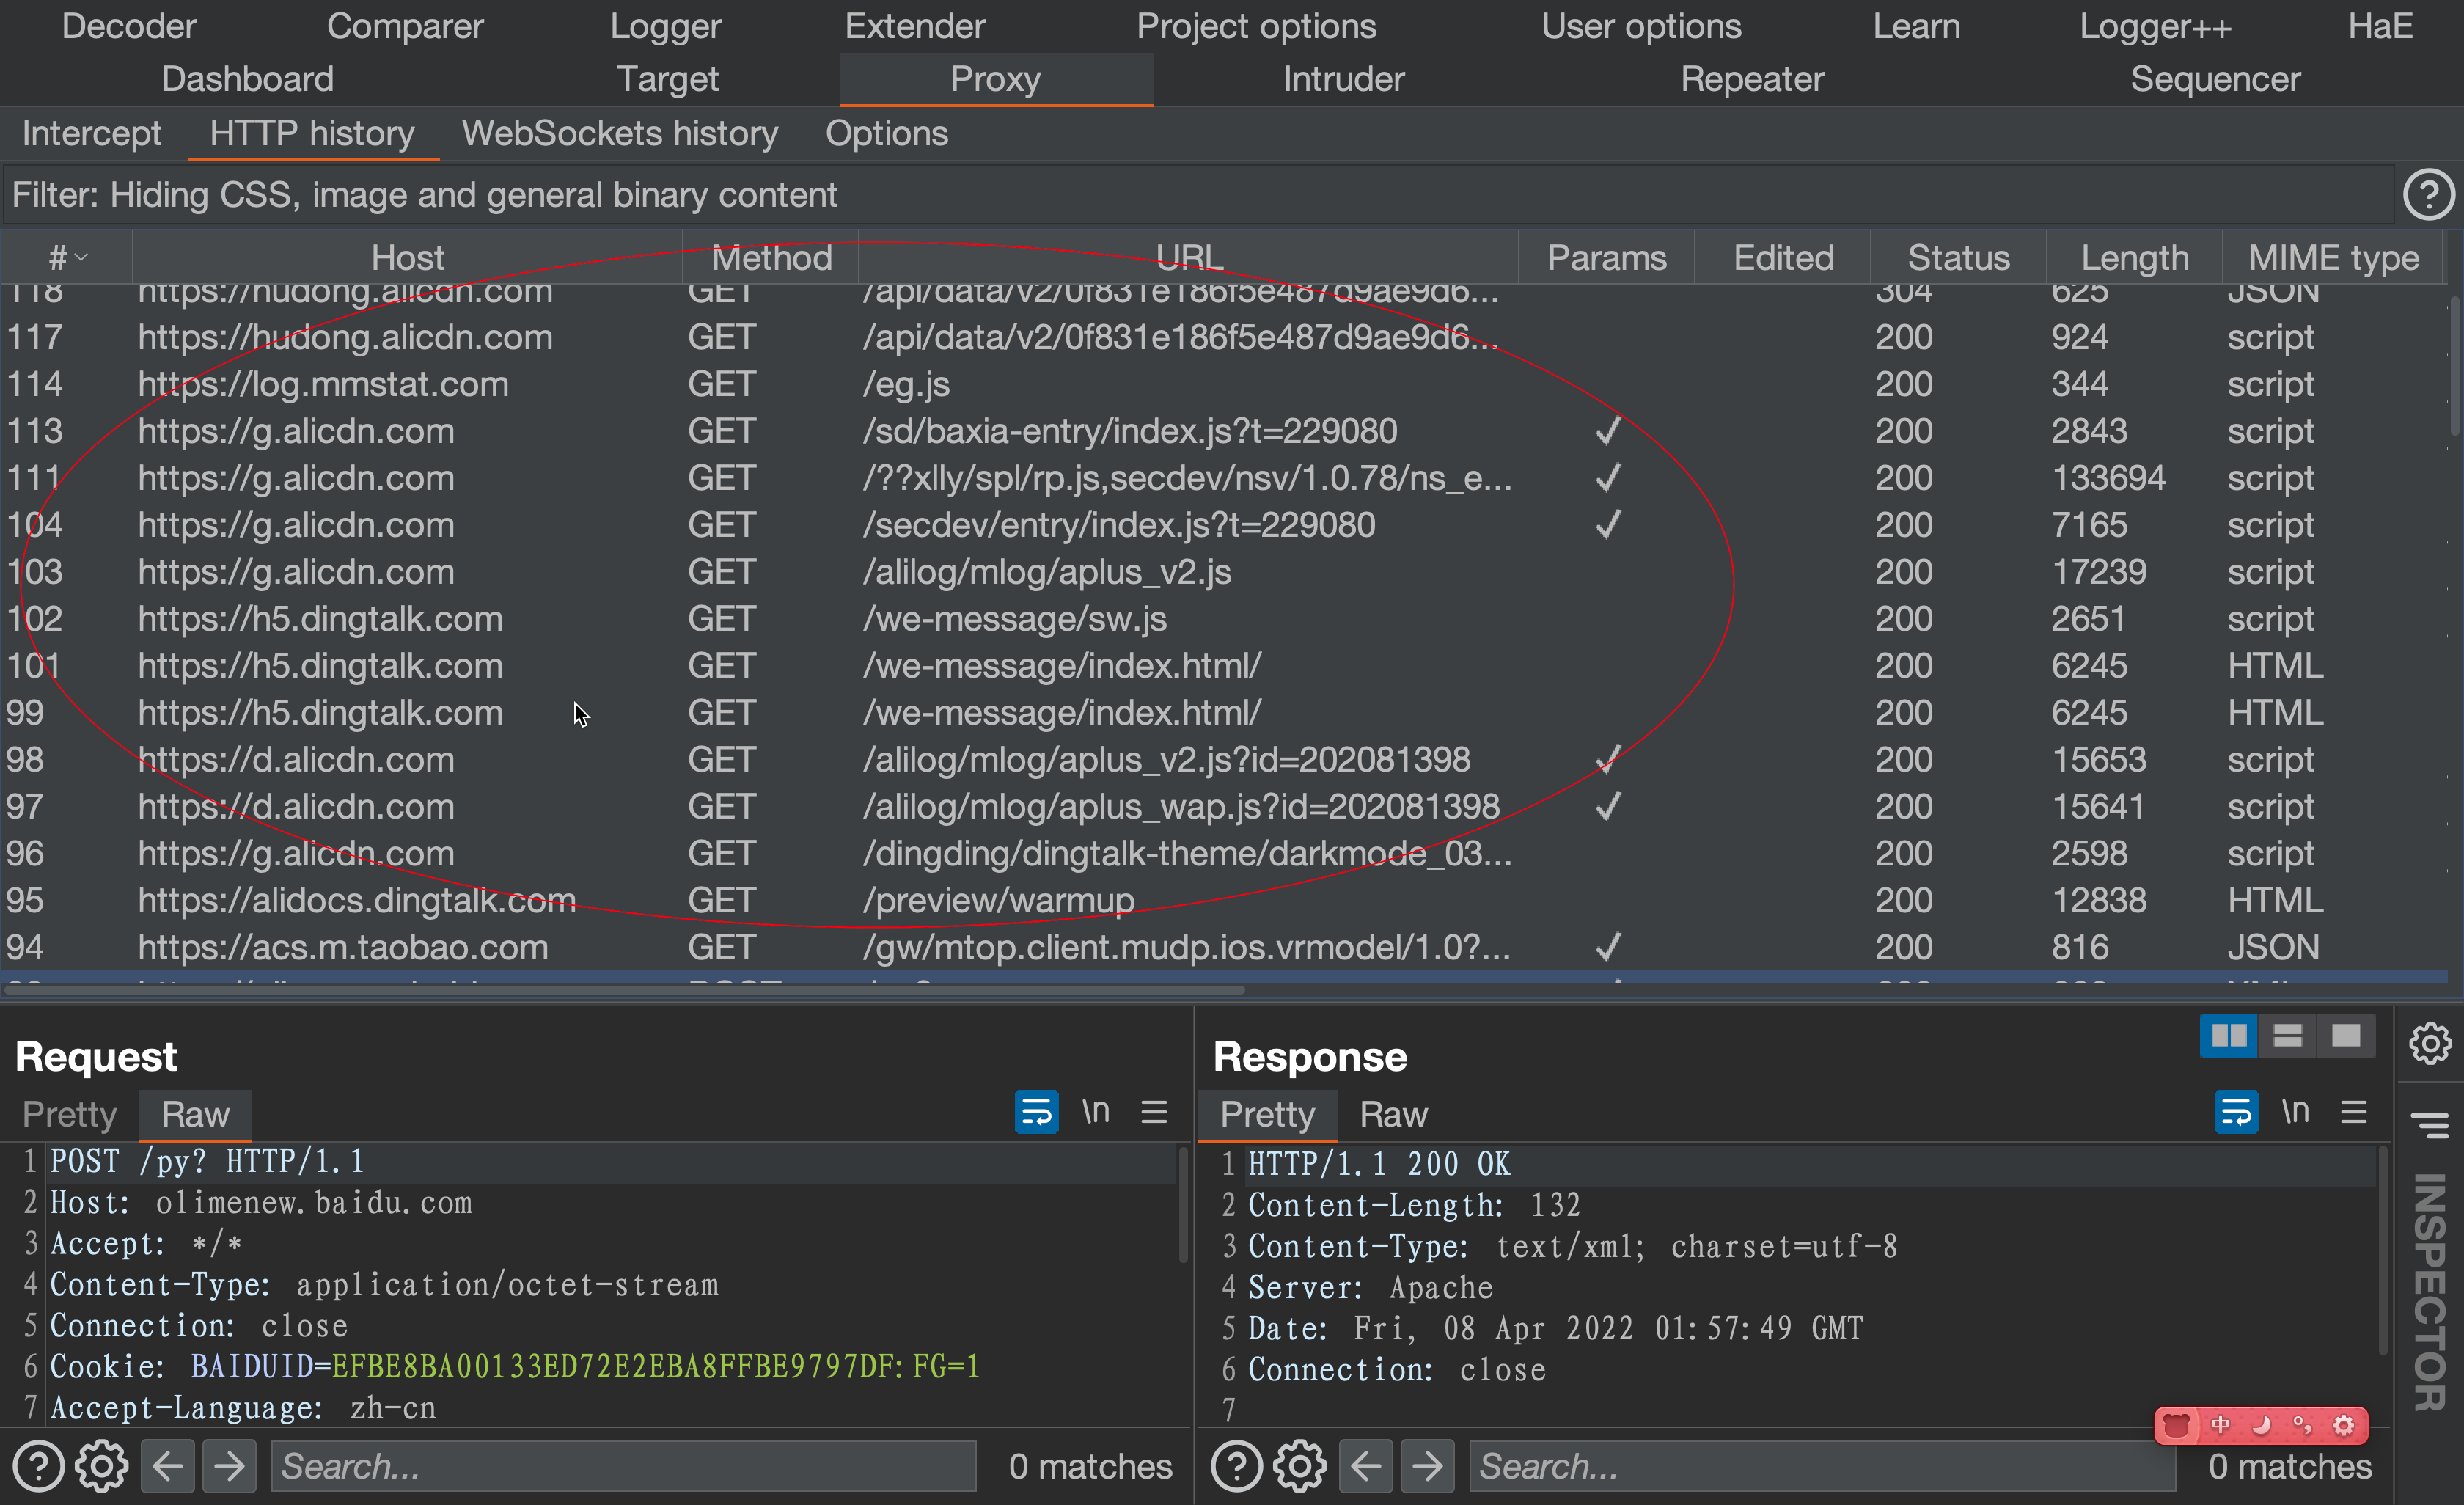 Decoder Comparer Logger Extender Project options User options Learn Logger++ HaE
Dashboard Target Proxy Intruder Repeater Sequencer
Intercept HTTP history WebSockets history Options
Filter: Hiding CSS, image and general binary content
# Host Method URL Params Edited Status Length MIME type
118 https://hudong.alicdn.com GET /api/data/v2/0f831e186f5e487d9ae9d6... 304 625 JSON
117 https://hudong.alicdn.com GET /api/data/v2/0f831e186f5e487d9ae9d6... 200 924 script
114 https://log.mmstat.com GET /eg.js 200 344 script
113 https://g.alicdn.com GET /sd/baxia-entry/index.js?t=229080 ✓ 200 2843 script
111 https://g.alicdn.com GET /??xlly/spl/rp.js,secdev/nsv/1.0.78/ns_e... ✓ 200 133694 script
104 https://g.alicdn.com GET /secdev/entry/index.js?t=229080 ✓ 200 7165 script
103 https://g.alicdn.com GET /alilog/mlog/aplus_v2.js 200 17239 script
102 https://h5.dingtalk.com GET /we-message/sw.js 200 2651 script
101 https://h5.dingtalk.com GET /we-message/index.html/ 200 6245 HTML
99 https://h5.dingtalk.com GET /we-message/index.html/ 200 6245 HTML
98 https://d.alicdn.com GET /alilog/mlog/aplus_v2.js?id=202081398 ✓ 200 15653 script
97 https://d.alicdn.com GET /alilog/mlog/aplus_wap.js?id=202081398 ✓ 200 15641 script
96 https://g.alicdn.com GET /dingding/dingtalk-theme/darkmode_03... 200 2598 script
95 https://alidocs.dingtalk.com GET /preview/warmup 200 12838 HTML
94 https://acs.m.taobao.com GET /gw/mtop.client.mudp.ios.vrmodel/1.0?... ✓ 200 816 JSON
Request
Pretty Raw \n
1 POST /py? HTTP/1.1
2 Host: olimenew.baidu.com
3 Accept: */*
4 Content-Type: application/octet-stream
5 Connection: close
6 Cookie: BAIDUID=EFBE8BA00133ED72E2EBA8FFBE9797DF:FG=1
7 Accept-Language: zh-cn
Search... 0 matches
Response
Pretty Raw \n
1 HTTP/1.1 200 OK
2 Content-Length: 132
3 Content-Type: text/xml; charset=utf-8
4 Server: Apache
5 Date: Fri, 08 Apr 2022 01:57:49 GMT
6 Connection: close
7
中
Search... 0 matches
INSPECTOR